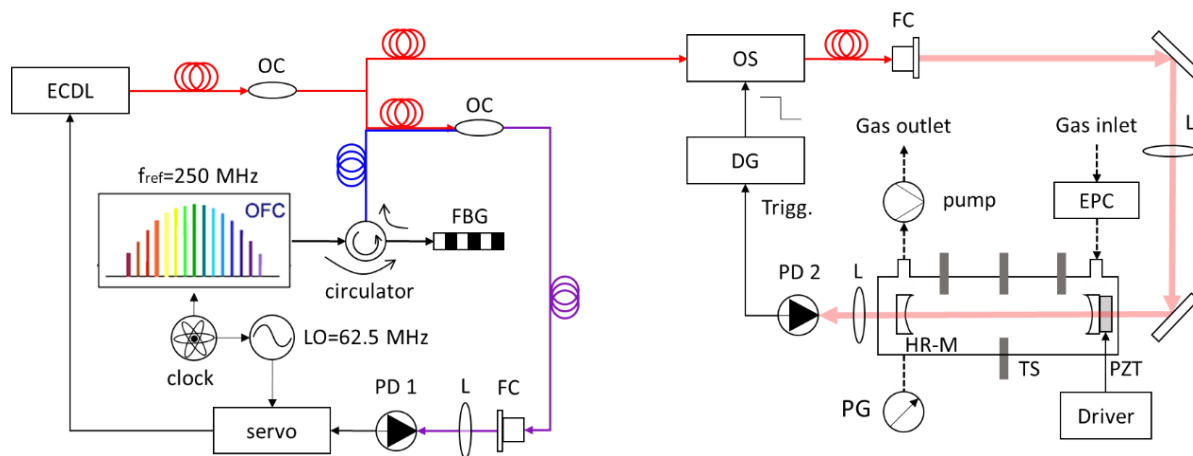 ECDL
OC
OS
FC
OC
L
Gas outlet
Gas inlet
DG
EPC
fref=250 MHz
OFC
FBG
Trigg.
pump
circulator
PD 2
L
LO=62.5 MHz
HR-M
TS
PZT
clock
PD 1
L
FC
PG
Driver
servo